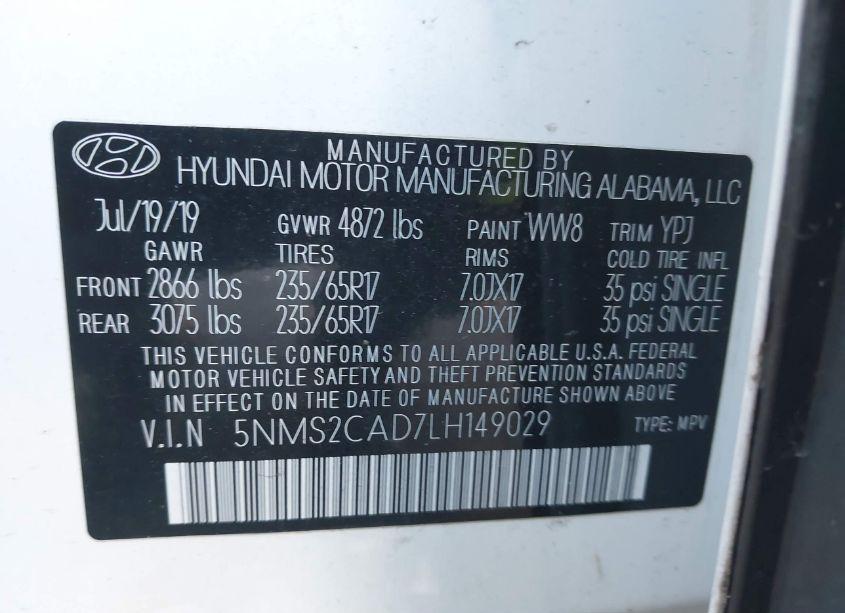 MANUFACTURED BY
HYUNDAI MOTOR MANUFACTURING ALABAMA, LLC
Jul/19/19 GVWR 4872 lbs PAINT WW8 TRIM YPJ
GAWR TIRES RIMS COLD TIRE INFL
FRONT 2866 lbs 235/65R17 7.0JX17 35 psi SINGLE
REAR 3075 lbs 235/65R17 7.0JX17 35 psi SINGLE
THIS VEHICLE CONFORMS TO ALL APPLICABLE U.S.A. FEDERAL
MOTOR VEHICLE SAFETY AND THEFT PREVENTION STANDARDS
IN EFFECT ON THE DATE OF MANUFACTURE SHOWN ABOVE
V.I.N 5NMS2CAD7LH149029 TYPE: MPV